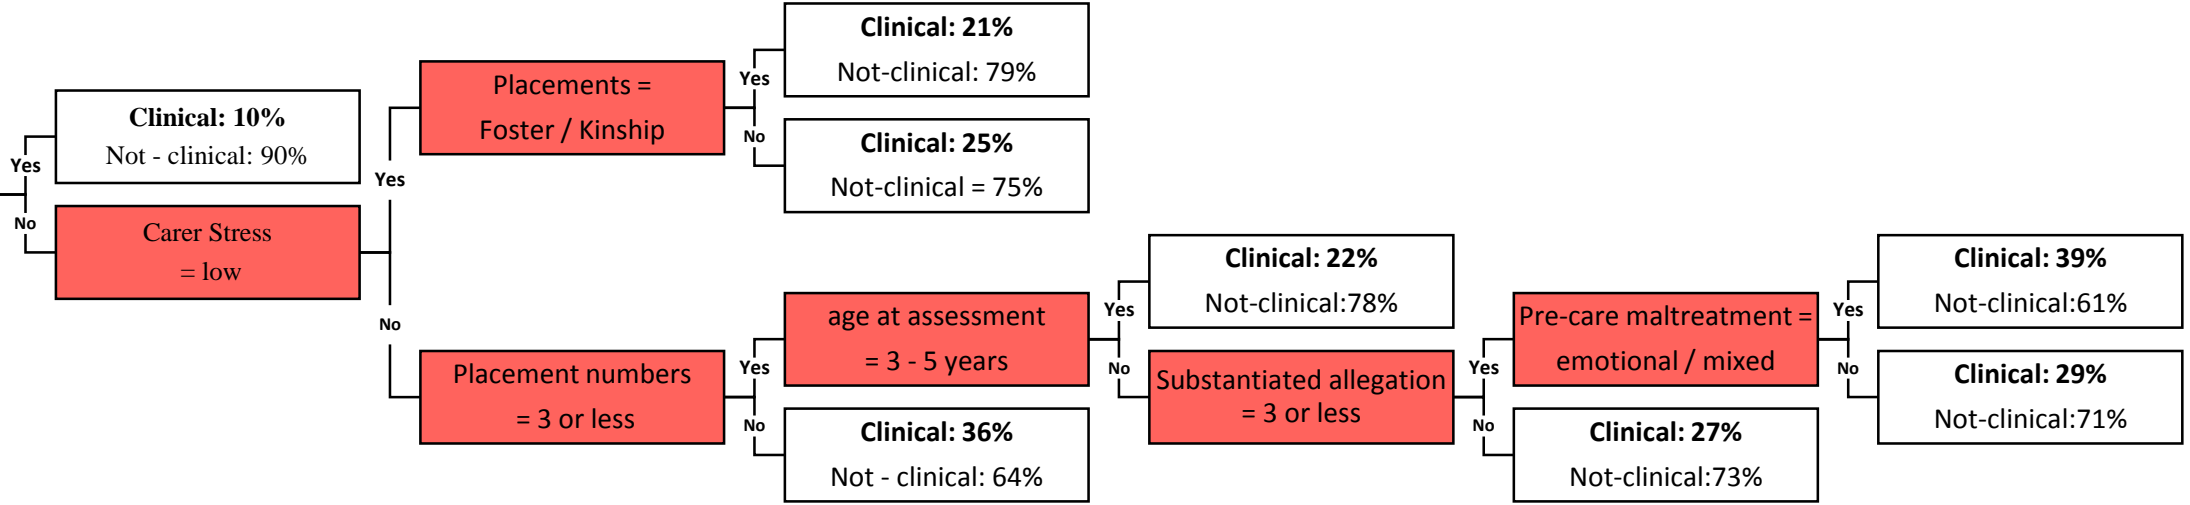 Yes
No
Clinical: 10%
Not - clinical: 90%
Carer Stress
= low
Yes
No
Placements =
Foster / Kinship
Yes
No
Clinical: 21%
Not-clinical: 79%
Clinical: 25%
Not-clinical = 75%
Placement numbers
= 3 or less
Yes
No
age at assessment
= 3 - 5 years
Clinical: 36%
Not - clinical: 64%
Yes
No
Clinical: 22%
Not-clinical:78%
Substantiated allegation
= 3 or less
Yes
No
Pre-care maltreatment =
emotional / mixed
Clinical: 27%
Not-clinical:73%
Yes
No
Clinical: 39%
Not-clinical:61%
Clinical: 29%
Not-clinical:71%